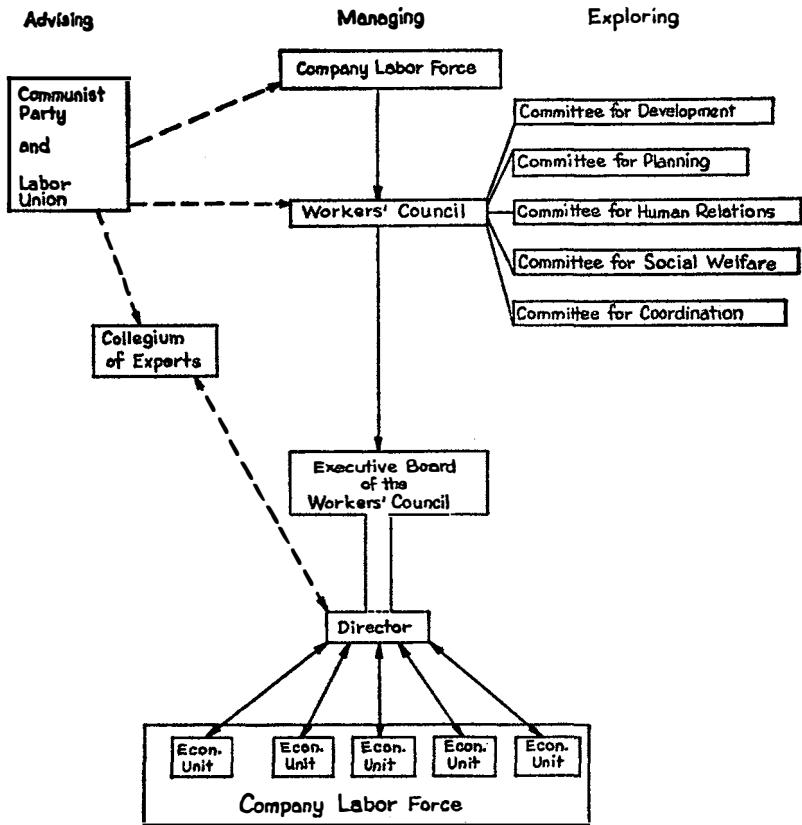 Advising
Managing
Exploring
Company Labor Force
Communist
Party
and
Labor
Union
Committee for Development
Committee for Planning
Workers' Council
Committee for Human Relations
Committee for Social Welfare
Committee for Coordination
Collegium
of Experts
Executive Board
of the
Workers' Council
Director
Econ.
Unit
Econ.
Unit
Econ.
Unit
Econ.
Unit
Econ.
Unit
Company Labor Force